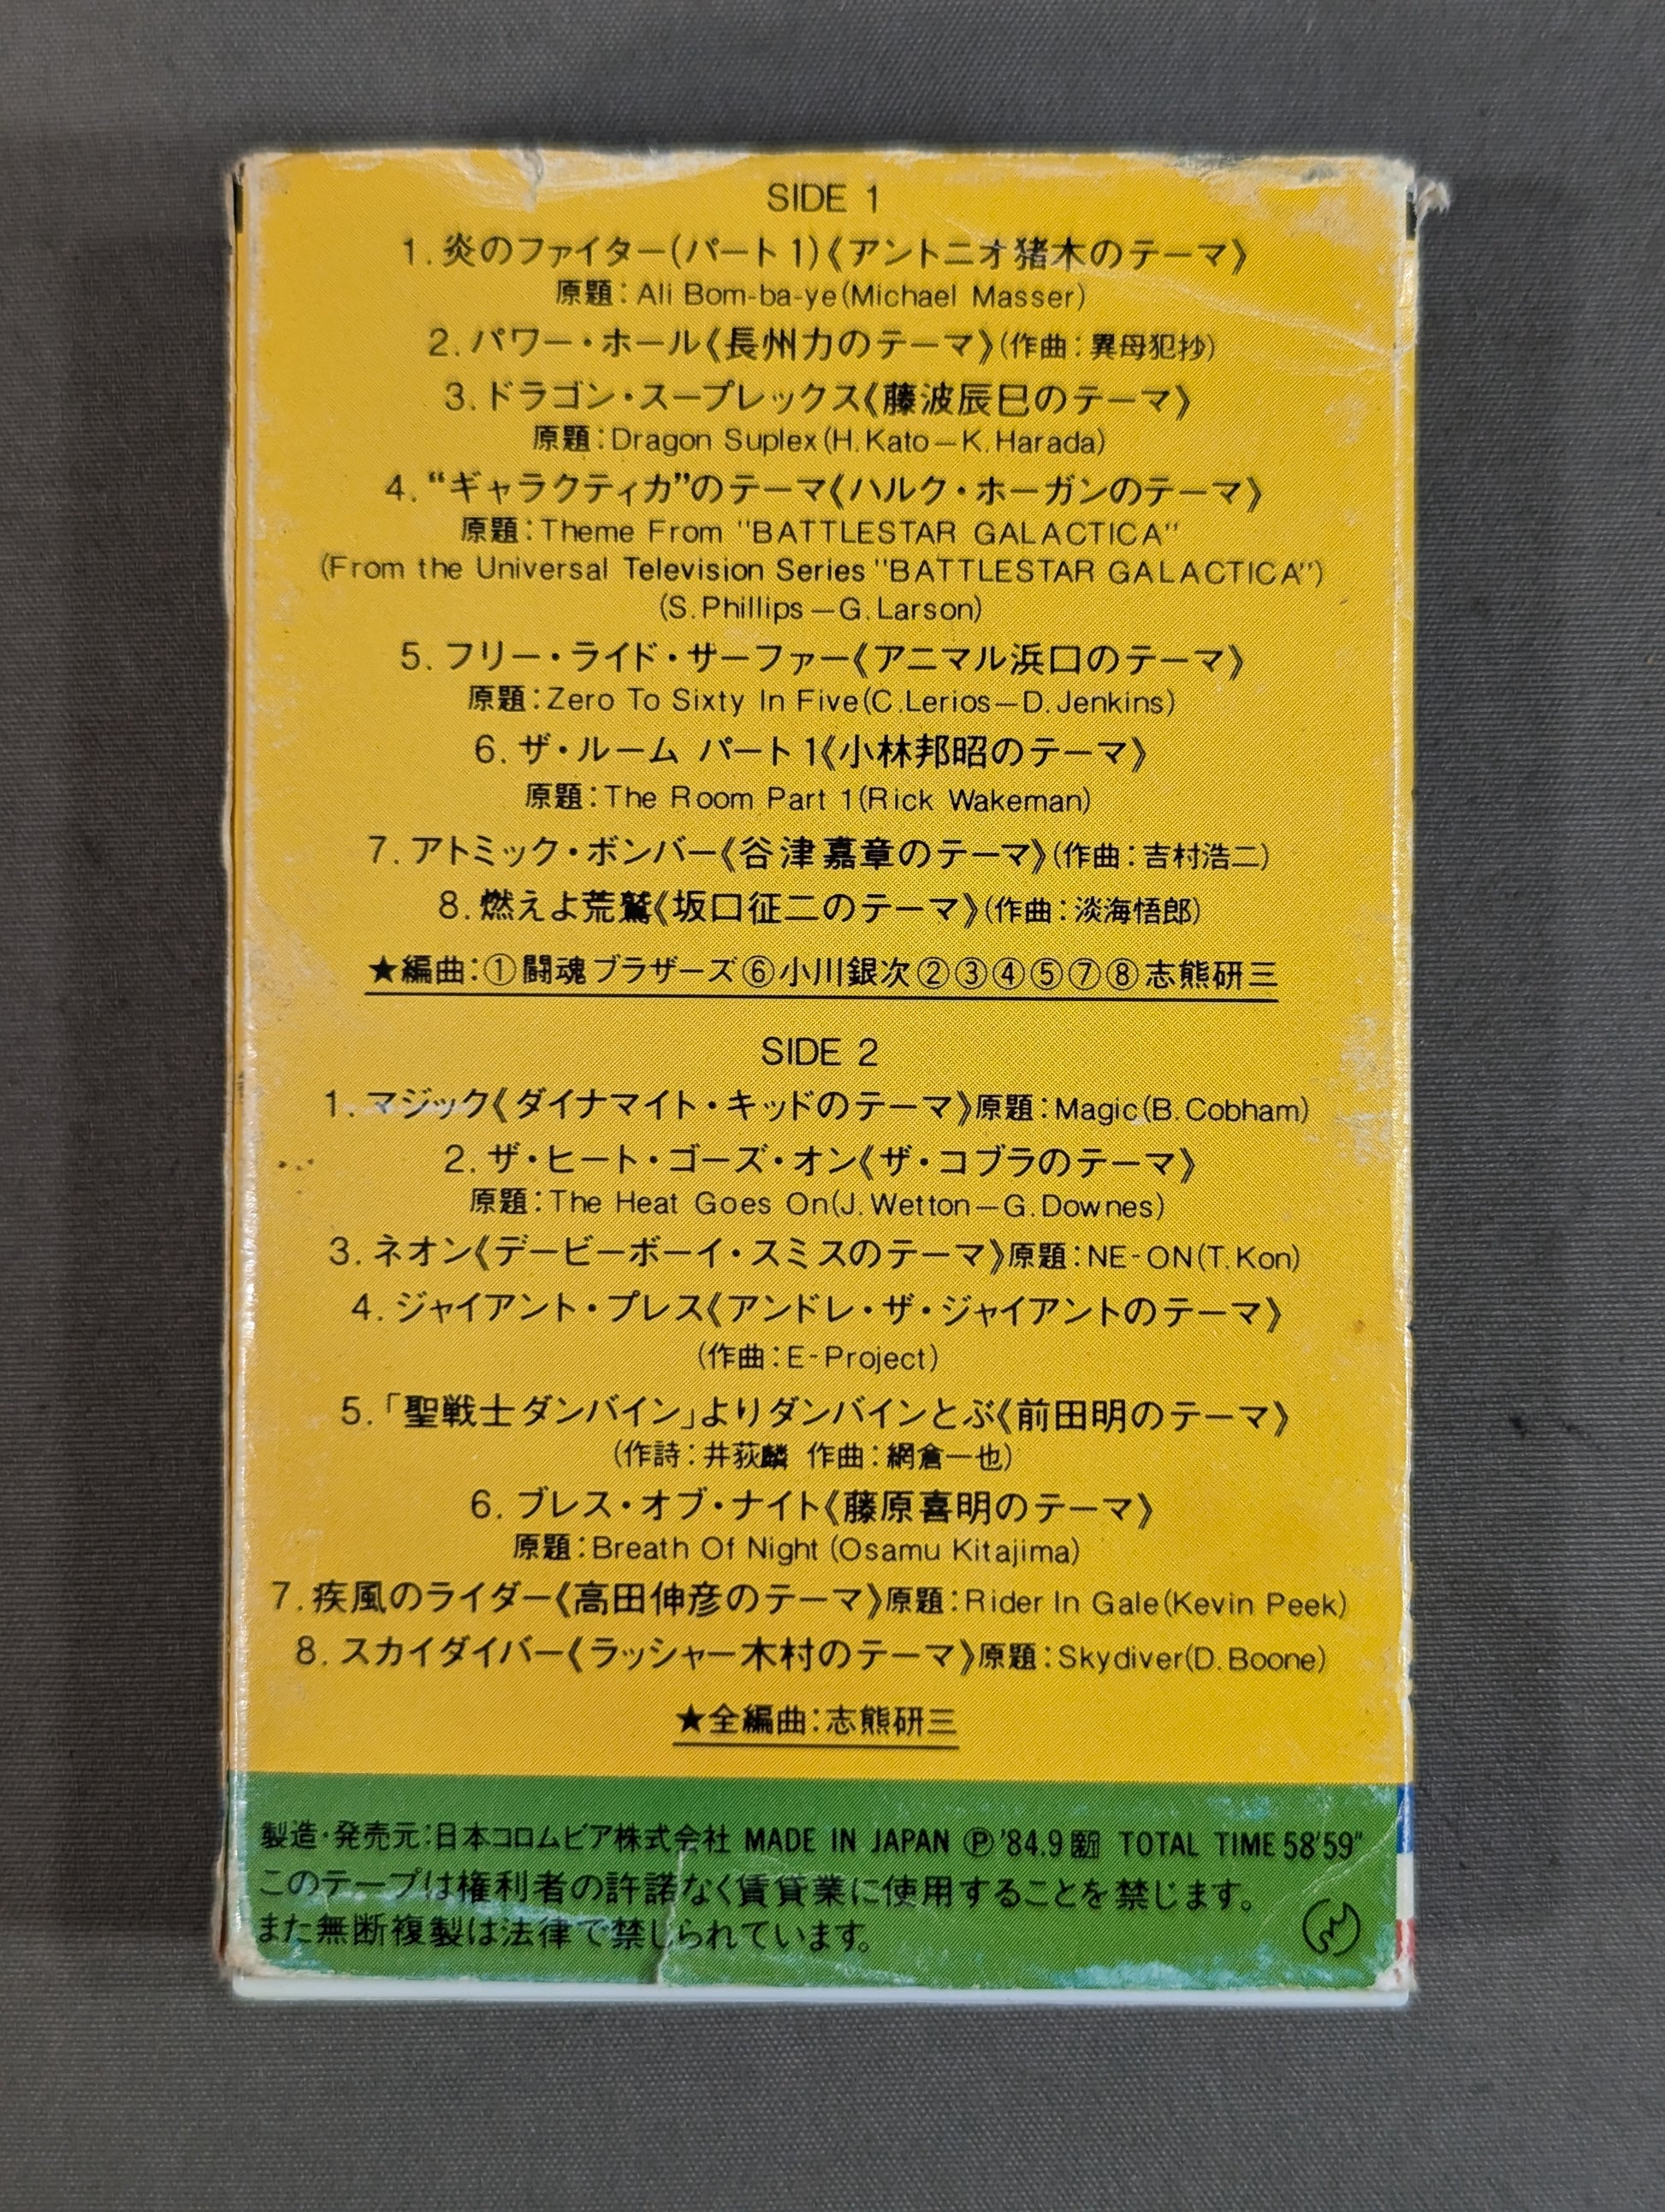 SIDE 1
1.炎のファイター(パート1)《アントニオ猪木のテーマ》
原題:Ali Bom-ba-ye(Michael Masser)
2.パワー・ホール《長州力のテーマ》(作曲:異母犯抄)
3.ドラゴン・スープレックス《藤波辰巳のテーマ》
原題:Dragon Suplex(H.Kato—K.Harada)
4.“ギャラクティカ”のテーマ《ハルク・ホーガンのテーマ》
原題:Theme From "BATTLESTAR GALACTICA"
(From the Universal Television Series "BATTLESTAR GALACTICA")
(S.Phillips—G.Larson)
5.フリー・ライド・サーファー《アニマル浜口のテーマ》
原題:Zero To Sixty In Five(C.Lerios—D.Jenkins)
6.ザ・ルーム パート1《小林邦昭のテーマ》
原題:The Room Part 1(Rick Wakeman)
7.アトミック・ボンバー《谷津嘉章のテーマ》(作曲:吉村浩二)
8.燃えよ荒鷲《坂口征二のテーマ》(作曲:淡海悟郎)
★編曲:①闘魂ブラザーズ⑥小川銀次②③④⑤⑦⑧志熊研三
SIDE 2
1.マジック《ダイナマイト・キッドのテーマ》原題:Magic(B.Cobham)
2.ザ・ヒート・ゴーズ・オン《ザ・コブラのテーマ》
原題:The Heat Goes On(J.Wetton—G.Downes)
3.ネオン《デービーボーイ・スミスのテーマ》原題:NE-ON(T.Kon)
4.ジャイアント・プレス《アンドレ・ザ・ジャイアントのテーマ》
(作曲:E-Project)
5.「聖戦士ダンバイン」よりダンバインとぶ《前田明のテーマ》
(作詩:井荻麟 作曲:網倉一也)
6.ブレス・オブ・ナイト《藤原喜明のテーマ》
原題:Breath Of Night (Osamu Kitajima)
7.疾風のライダー《高田伸彦のテーマ》原題:Rider In Gale(Kevin Peek)
8.スカイダイバー《ラッシャー木村のテーマ》原題:Skydiver(D.Boone)
★全編曲:志熊研三
製造・発売元:日本コロムビア株式会社 MADE IN JAPAN Ⓟ'84.9 TOTAL TIME 58'59"
このテープは権利者の許諾なく賃貸業に使用することを禁じます。
また無断複製は法律で禁じられています。